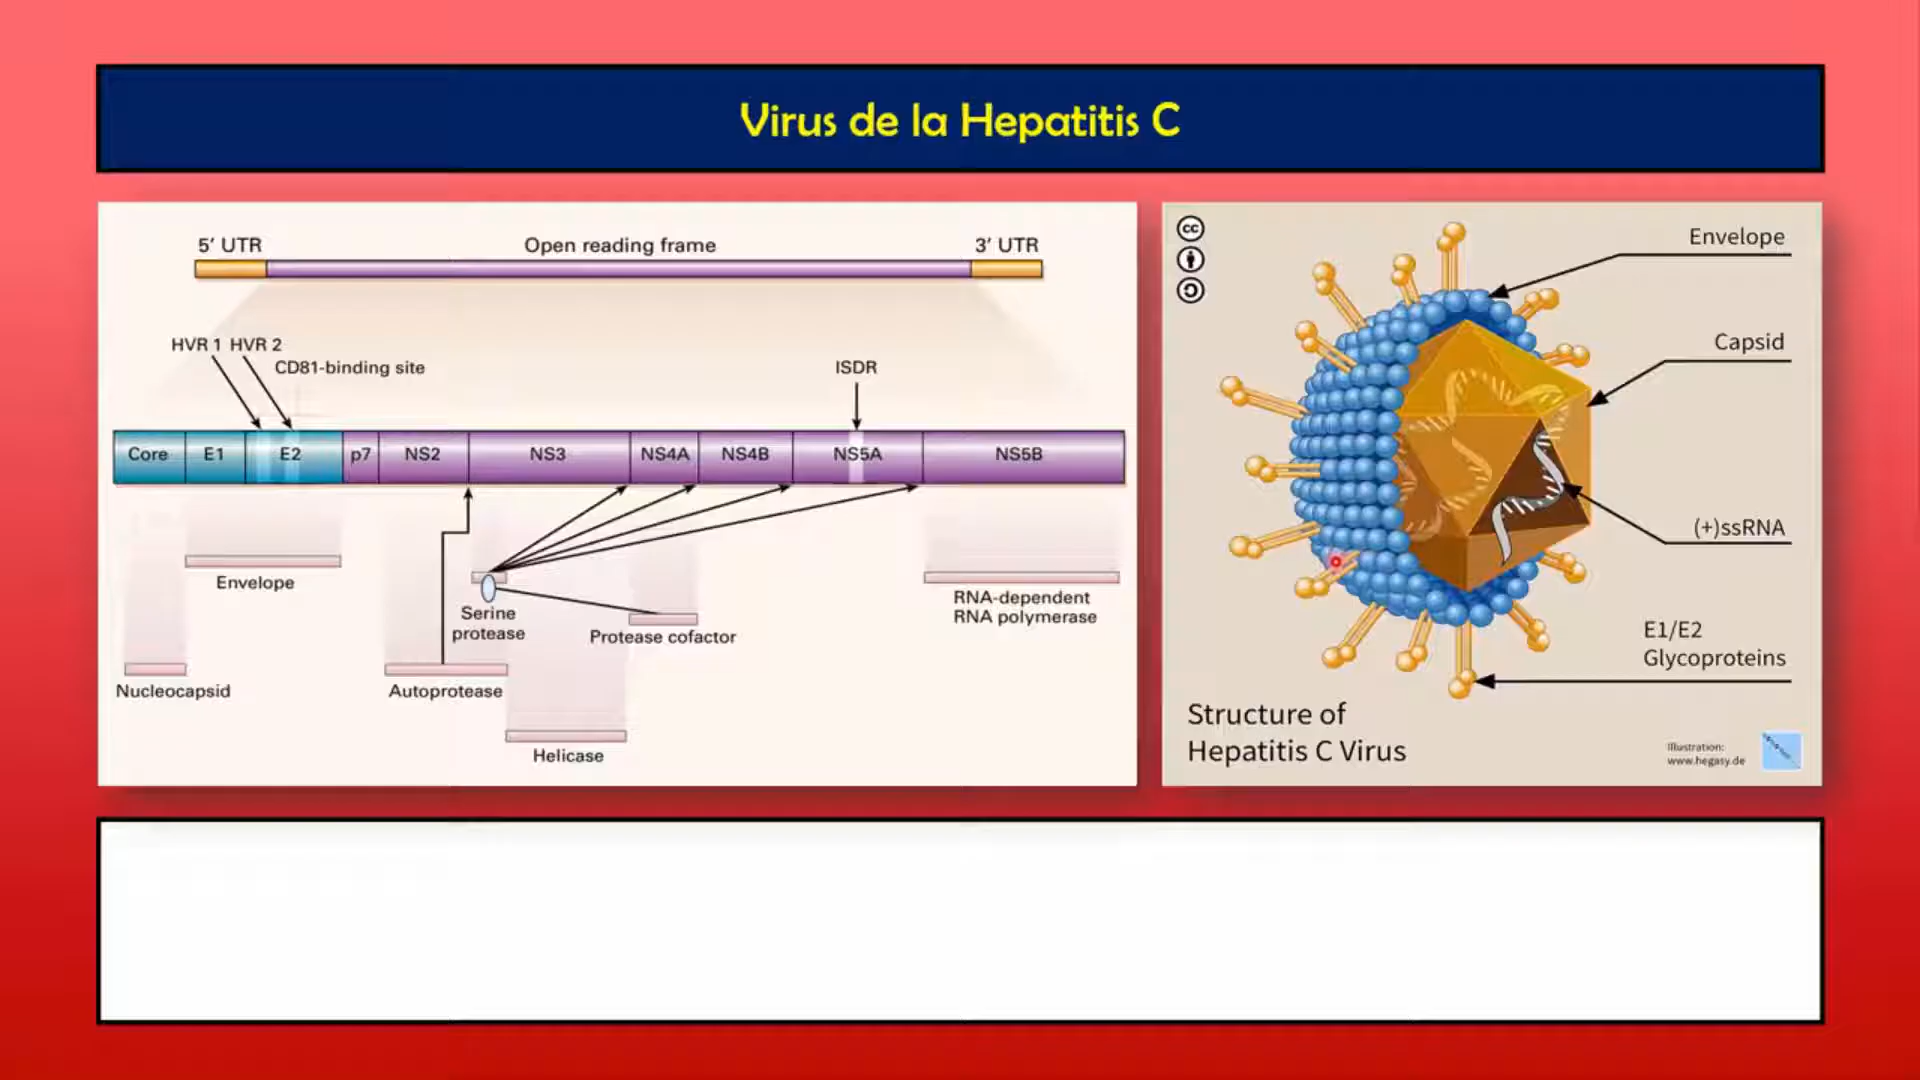 Virus de la Hepatitis C
5' UTR
Open reading frame
3' UTR
HVR 1 HVR 2
CD81-binding site
ISDR
Core
E1
E2
p7
NS2
NS3
NS4A
NS4B
NS5A
NS5B
Envelope
Serine
protease
Protease cofactor
RNA-dependent
RNA polymerase
Nucleocapsid
Autoprotease
Helicase
cc
Envelope
Capsid
(+)ssRNA
E1/E2
Glycoproteins
Structure of
Hepatitis C Virus
Illustration:
www.hegasy.de